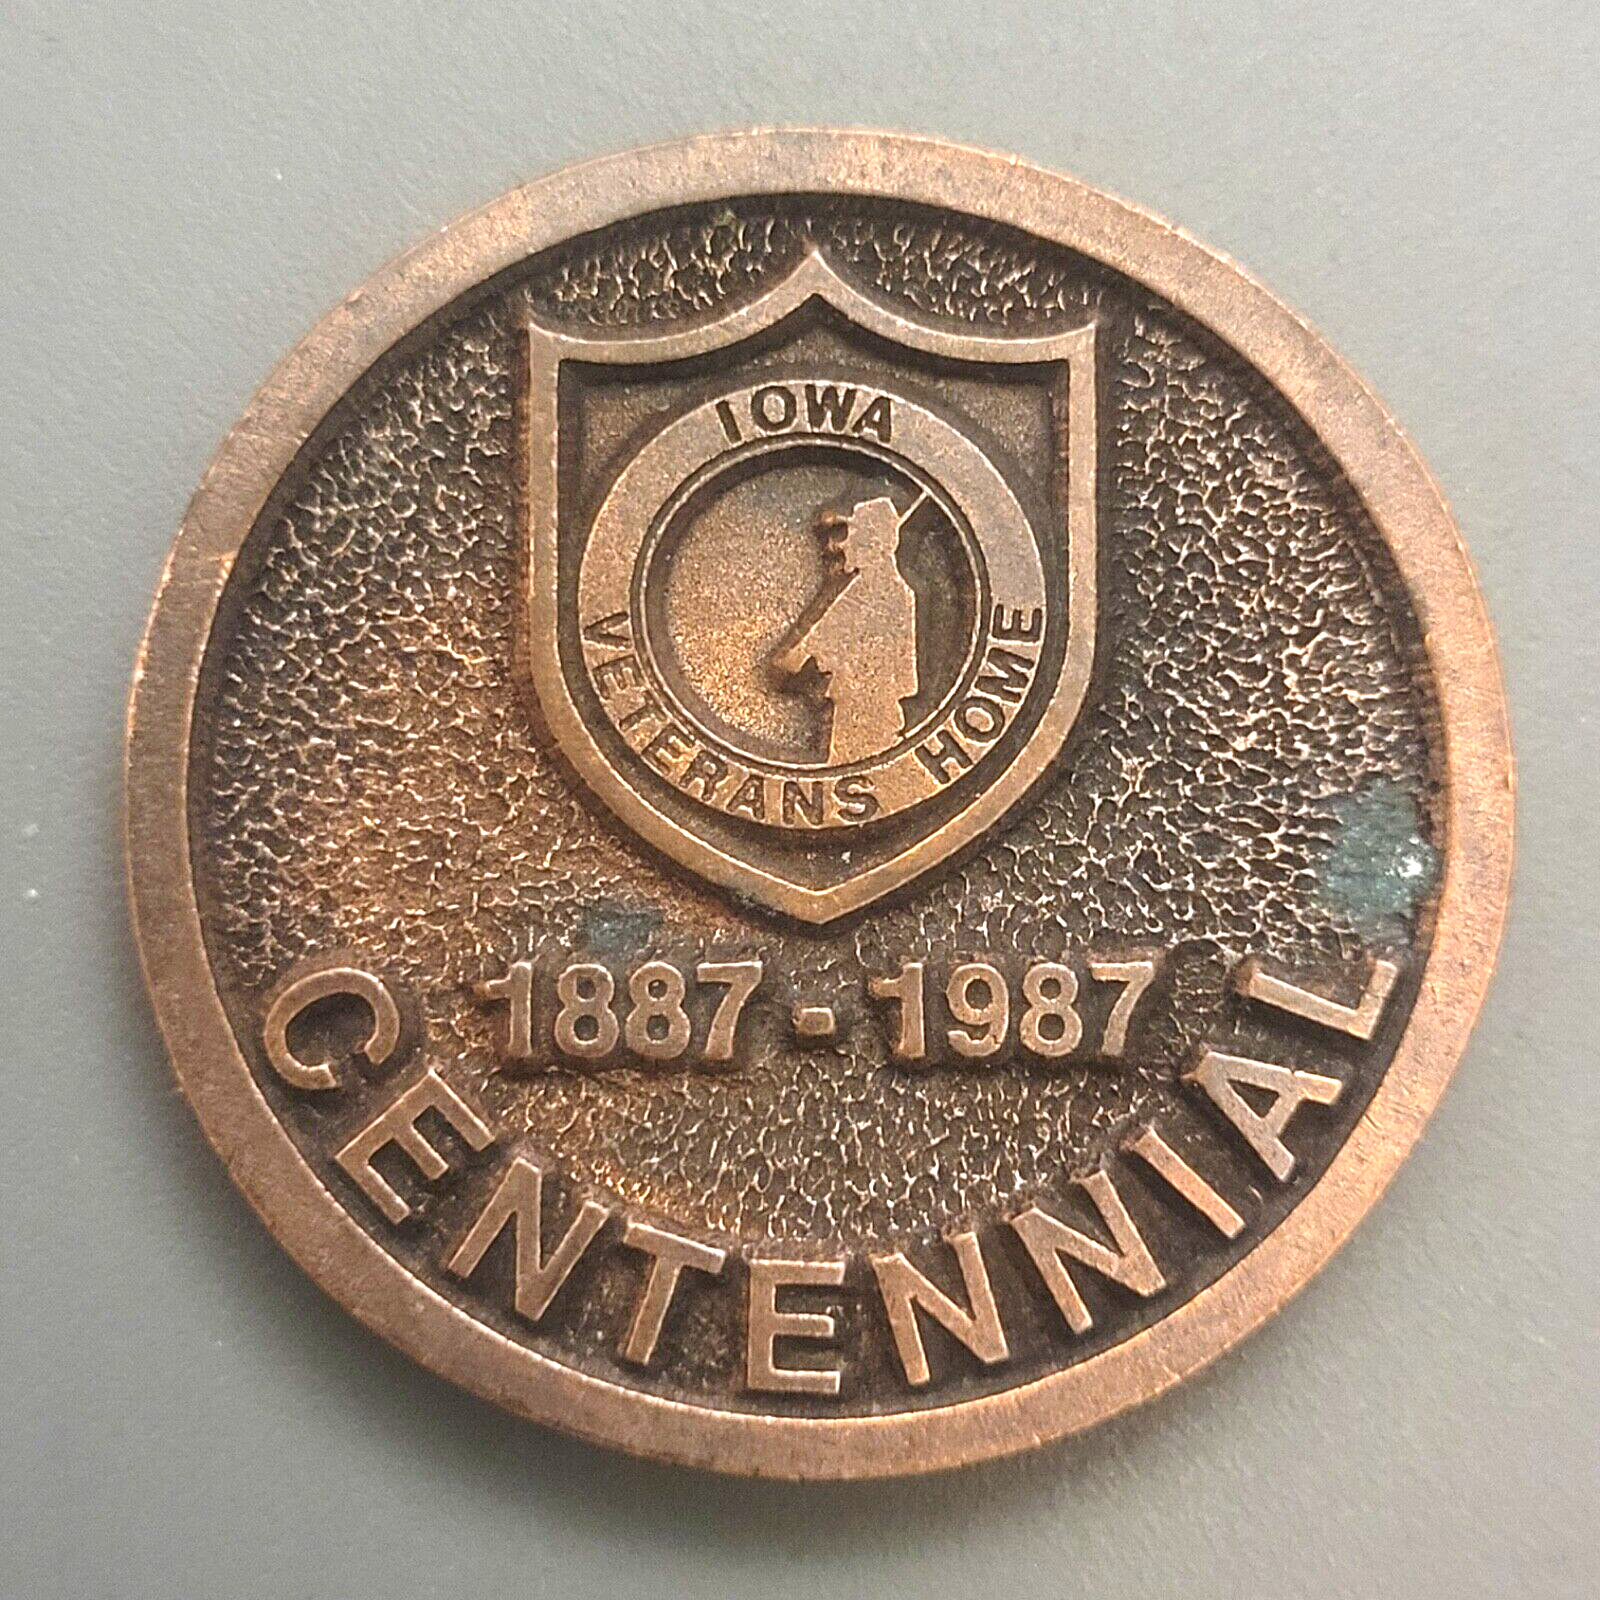 IOWA
VETERANS HOME
1887 - 1987
CENTENNIAL